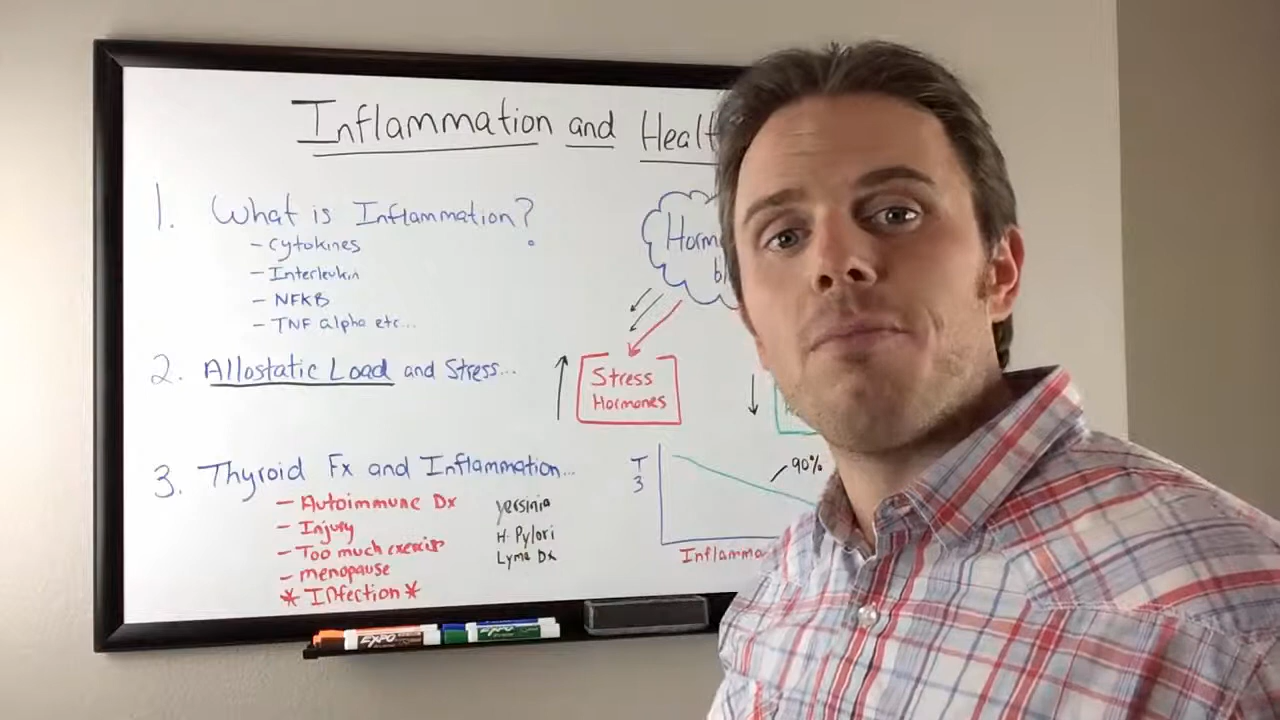 Inflammation and Healt
1. What is Inflammation?
- Cytokines
- Interleukin
- NFKB
- TNF alpha etc...
2. Allostatic Load and Stress...
3. Thyroid Fx and Inflammation...
- Autoimmune Dx
- Injury
- Too much exercise
- menopause
* Infection *
yersinia
H. Pylori
Lyme Dx
Horm
b
Stress
Hormones
T
3
90%
Inflamma
EXPO